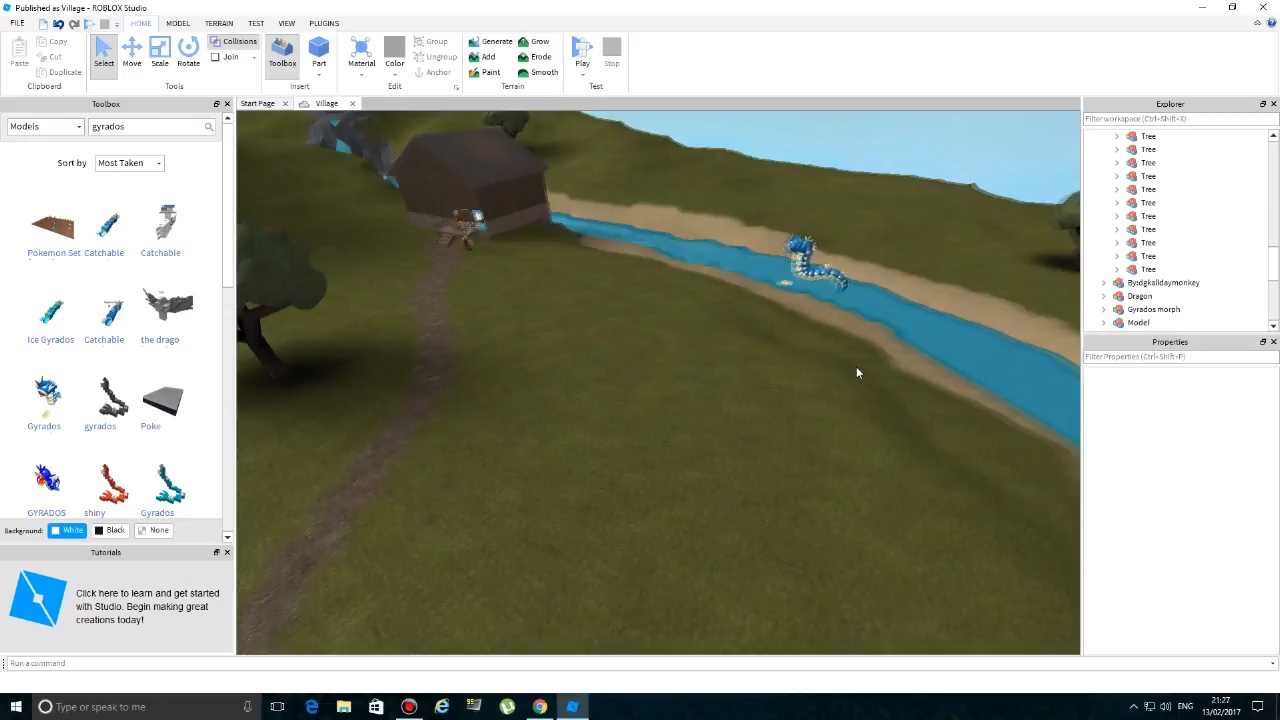 Published as Village - ROBLOX Studio
FILE HOME MODEL TERRAIN TEST VIEW PLUGINS
Paste Copy Cut Duplicate
Select Move Scale Rotate
Collisions
Join
Toolbox Part
Material Color
Group
Ungroup
Anchor
Generate Grow
Add Erode
Paint Smooth
Play Stop
Clipboard Tools Insert Edit Terrain Test
Toolbox
Models gyrados
Sort by Most Taken
Pokemon Set Catchable Catchable
Ice Gyrados Catchable the drago
Gyrados gyrados Poke
GYRADOS shiny Gyrados
Background: White Black None
Tutorials
Click here to learn and get started
with Studio. Begin making great
creations today!
Start Page Village
Explorer
Filter workspace (Ctrl+Shift+X)
Tree
Tree
Tree
Tree
Tree
Tree
Tree
Tree
Tree
Tree
Tree
By:dgkalldaymonkey
Dragon
Gyrados morph
Model
Properties
Filter Properties (Ctrl+Shift+P)
Run a command
Type or speak to me
ENG
21:27
13/02/2017